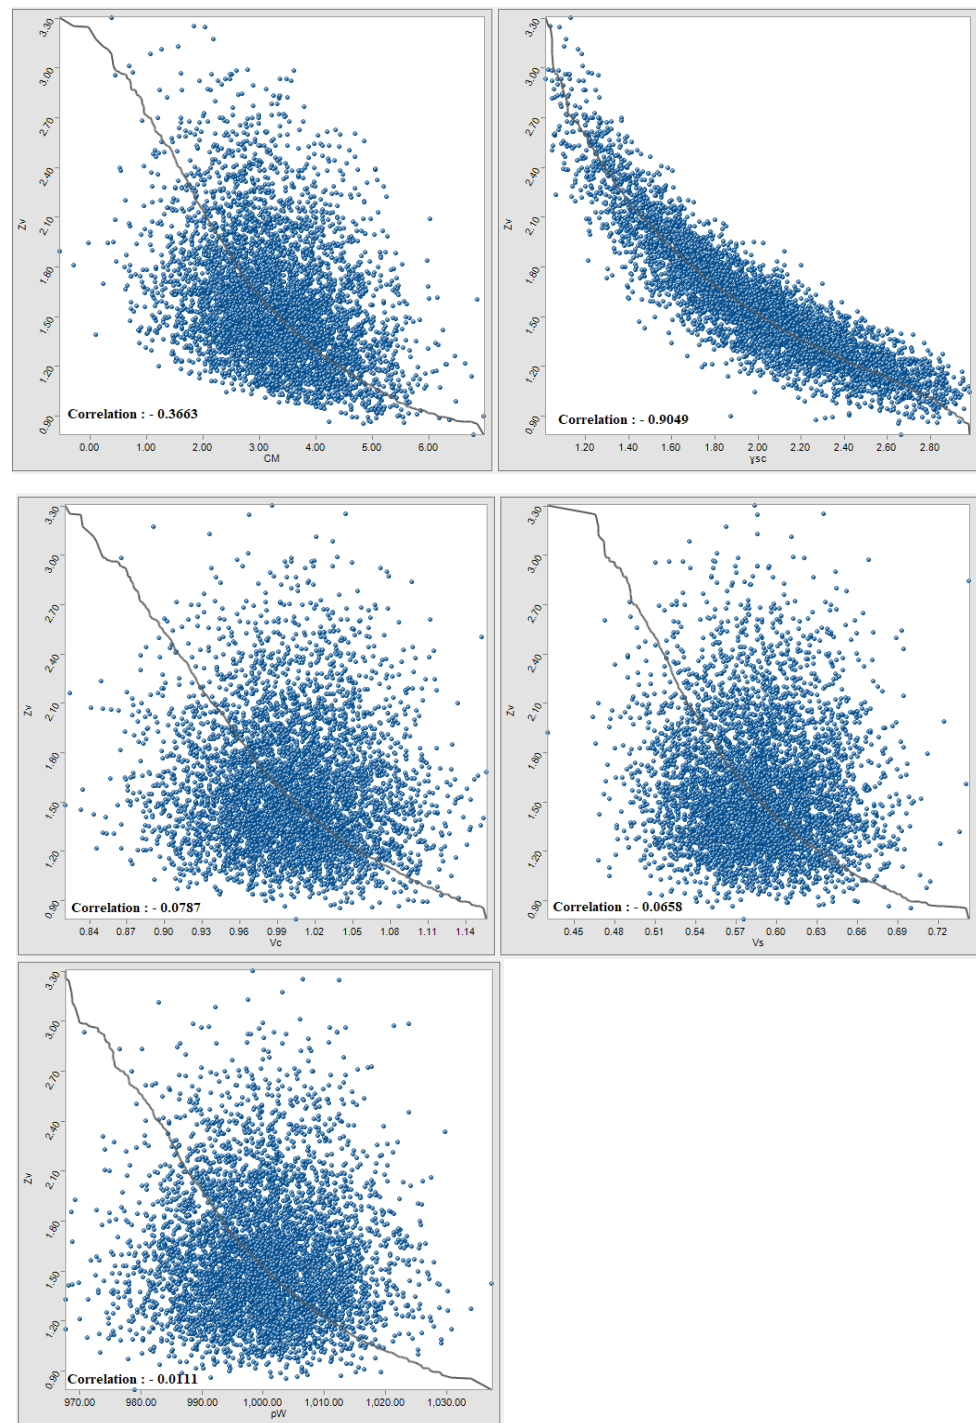 3.30
3.00
2.70
2.40
2.10
1.80
1.50
1.20
0.90
Zv
Correlation : - 0.3663
0.00 1.00 2.00 3.00 4.00 5.00 6.00
CM
3.30
3.00
2.70
2.40
2.10
1.80
1.50
1.20
0.90
Zv
Correlation : - 0.9049
1.20 1.40 1.60 1.80 2.00 2.20 2.40 2.60 2.80
γsc
3.30
3.00
2.70
2.40
2.10
1.80
1.50
1.20
0.90
Zv
Correlation : - 0.0787
0.84 0.87 0.90 0.93 0.96 0.99 1.02 1.05 1.08 1.11 1.14
Vc
3.30
3.00
2.70
2.40
2.10
1.80
1.50
1.20
0.90
Zv
Correlation : - 0.0658
0.45 0.48 0.51 0.54 0.57 0.60 0.63 0.66 0.69 0.72
Vs
3.30
3.00
2.70
2.40
2.10
1.80
1.50
1.20
0.90
Zv
Correlation : - 0.0111
970.00 980.00 990.00 1,000.00 1,010.00 1,020.00 1,030.00
ρW